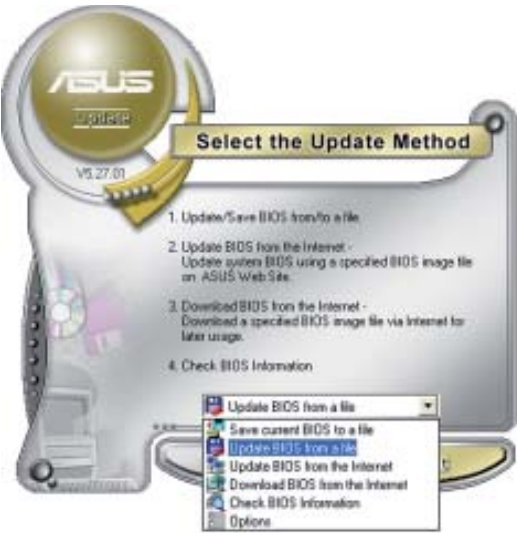 ASUS
Update
V5.27.01
Select the Update Method
1. Update/Save BIOS from/to a file
2. Update BIOS from the Internet -
Update system BIOS using a specified BIOS image file
on ASUS Web Site.
3. Download BIOS from the Internet -
Download a specified BIOS image file via Internet for
later usage.
4. Check BIOS Information
Update BIOS from a file
Save current BIOS to a file
Update BIOS from a file
Update BIOS from the Internet
Download BIOS from the Internet
Check BIOS Information
Options